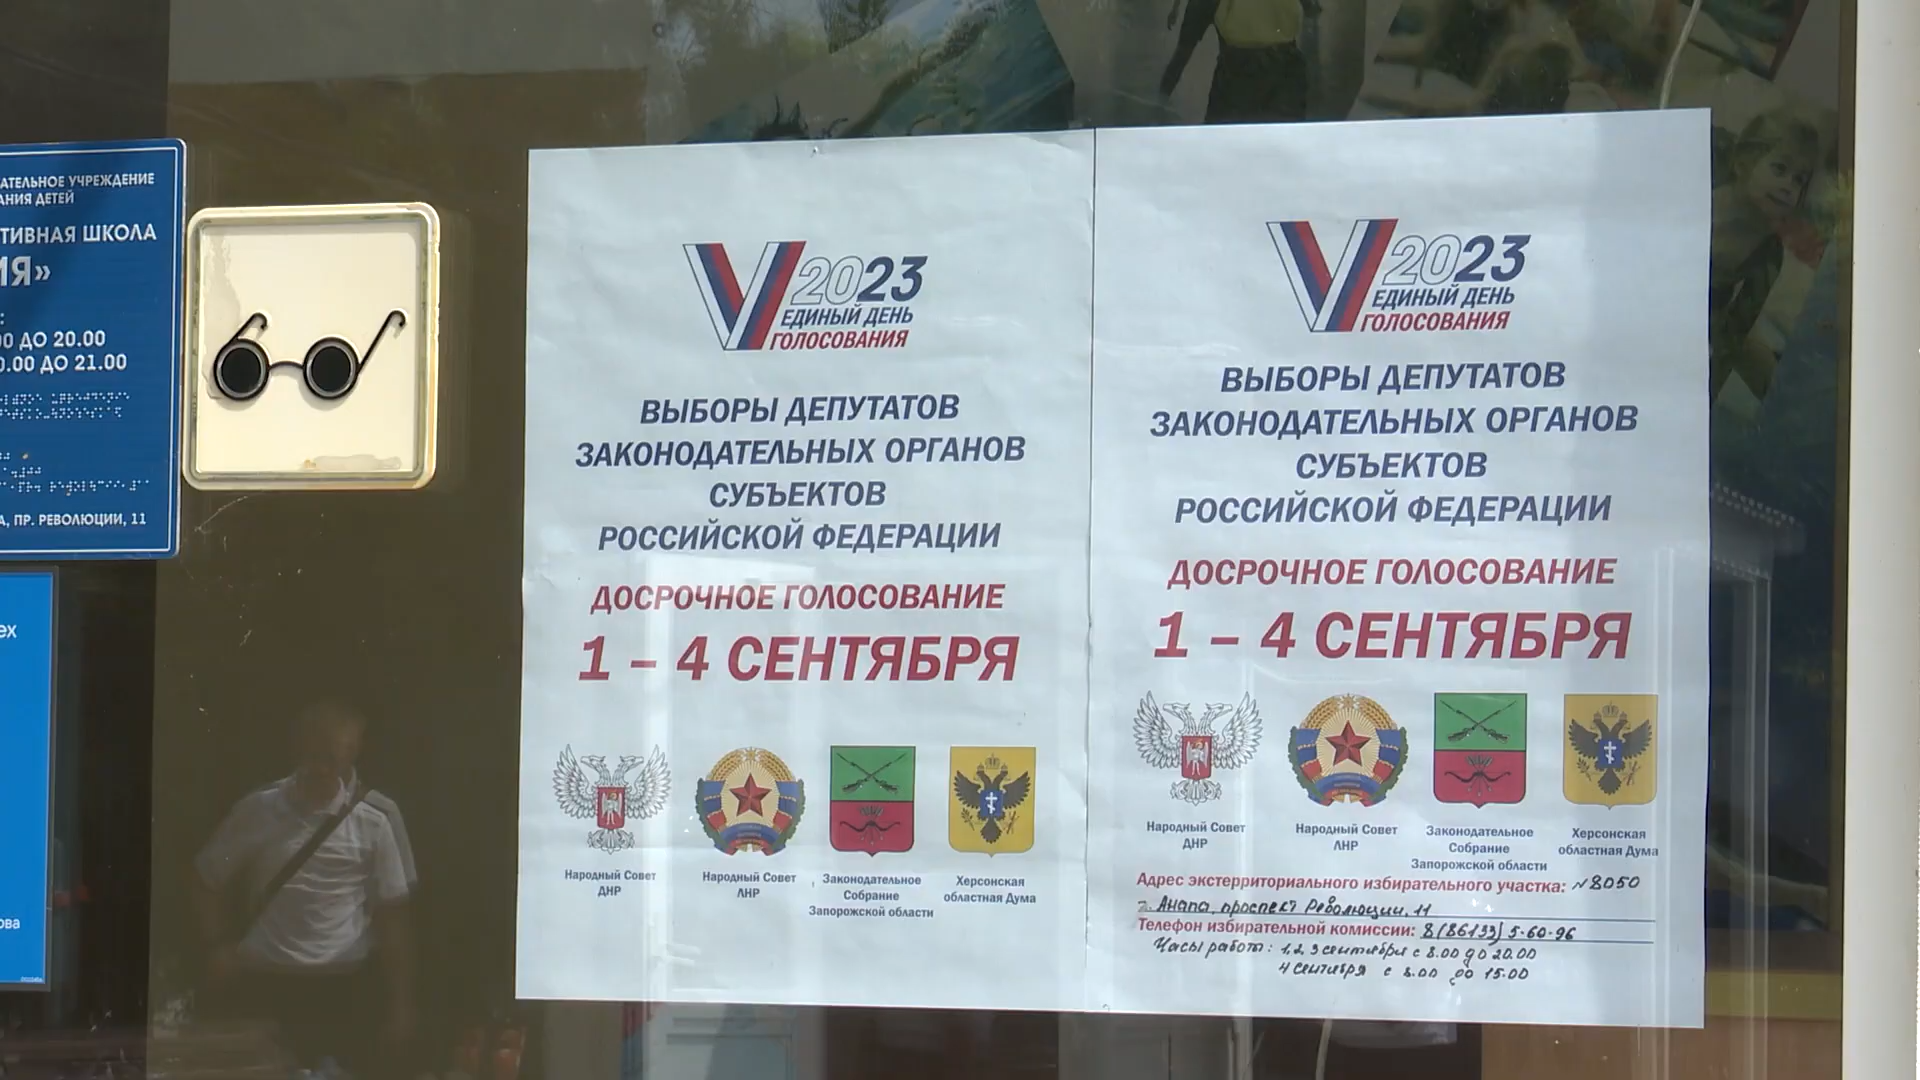 АТЕЛЬНОЕ УЧРЕЖДЕНИЕ
АНИЯ ДЕТЕЙ
ТИВНАЯ ШКОЛА
ИЯ»
00 ДО 20.00
0.00 ДО 21.00
А, ПР. РЕВОЛЮЦИИ, 11
ех
ова
V2023
ЕДИНЫЙ ДЕНЬ
ГОЛОСОВАНИЯ
ВЫБОРЫ ДЕПУТАТОВ
ЗАКОНОДАТЕЛЬНЫХ ОРГАНОВ
СУБЪЕКТОВ
РОССИЙСКОЙ ФЕДЕРАЦИИ
ДОСРОЧНОЕ ГОЛОСОВАНИЕ
1 – 4 СЕНТЯБРЯ
Народный Совет
ДНР
Народный Совет
ЛНР
Законодательное
Собрание
Запорожской области
Херсонская
областная Дума
V2023
ЕДИНЫЙ ДЕНЬ
ГОЛОСОВАНИЯ
ВЫБОРЫ ДЕПУТАТОВ
ЗАКОНОДАТЕЛЬНЫХ ОРГАНОВ
СУБЪЕКТОВ
РОССИЙСКОЙ ФЕДЕРАЦИИ
ДОСРОЧНОЕ ГОЛОСОВАНИЕ
1 – 4 СЕНТЯБРЯ
Народный Совет
ДНР
Народный Совет
ЛНР
Законодательное
Собрание
Запорожской области
Херсонская
областная Дума
Адрес экстерриториального избирательного участка: №8050
г. Анапа, проспект Революции, 11
Телефон избирательной комиссии: 8(86133) 5-60-96
Часы работы: 1,2,3 сентября с 8.00 до 20.00
4 сентября с 8.00 до 15.00